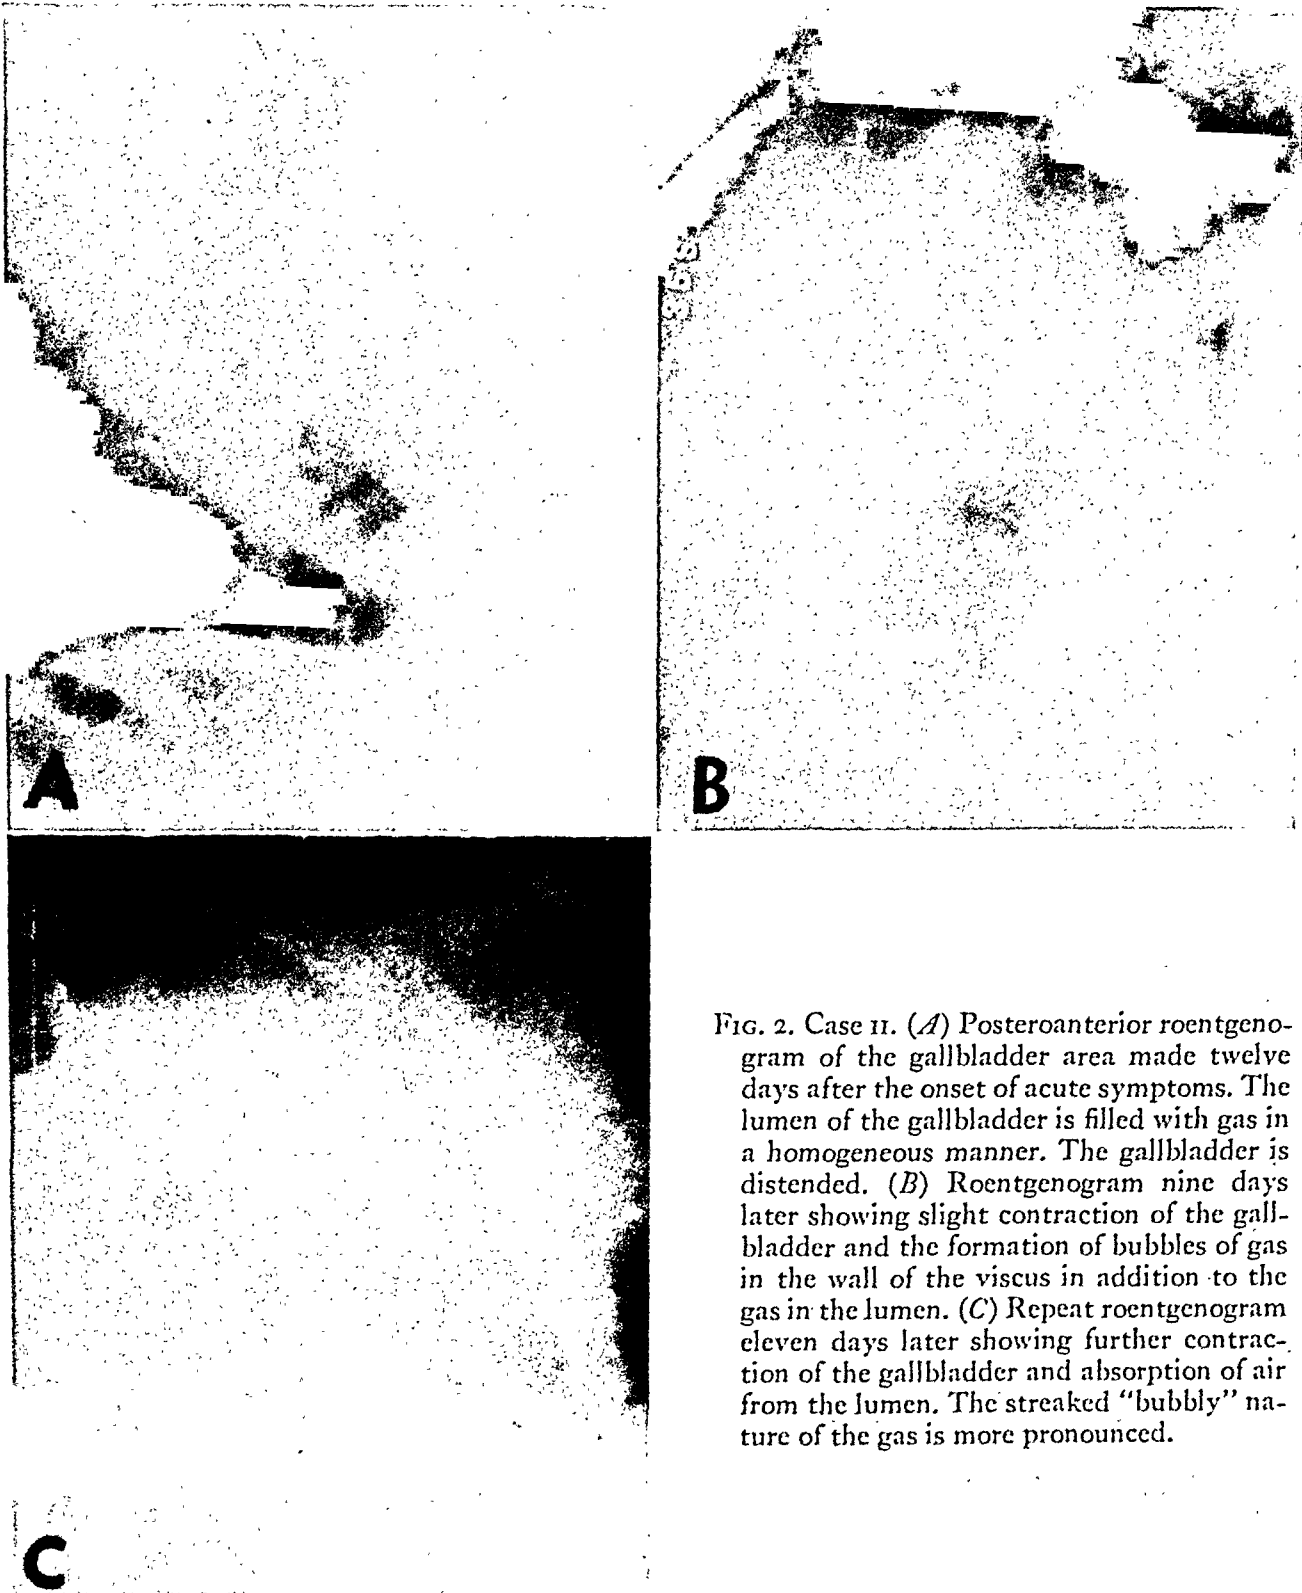 A
B
C
FIG. 2. Case II. (A) Posteroanterior roentgeno-
gram of the gallbladder area made twelve
days after the onset of acute symptoms. The
lumen of the gallbladder is filled with gas in
a homogeneous manner. The gallbladder is
distended. (B) Roentgenogram nine days
later showing slight contraction of the gall-
bladder and the formation of bubbles of gas
in the wall of the viscus in addition to the
gas in the lumen. (C) Repeat roentgenogram
eleven days later showing further contrac-
tion of the gallbladder and absorption of air
from the lumen. The streaked "bubbly" na-
ture of the gas is more pronounced.